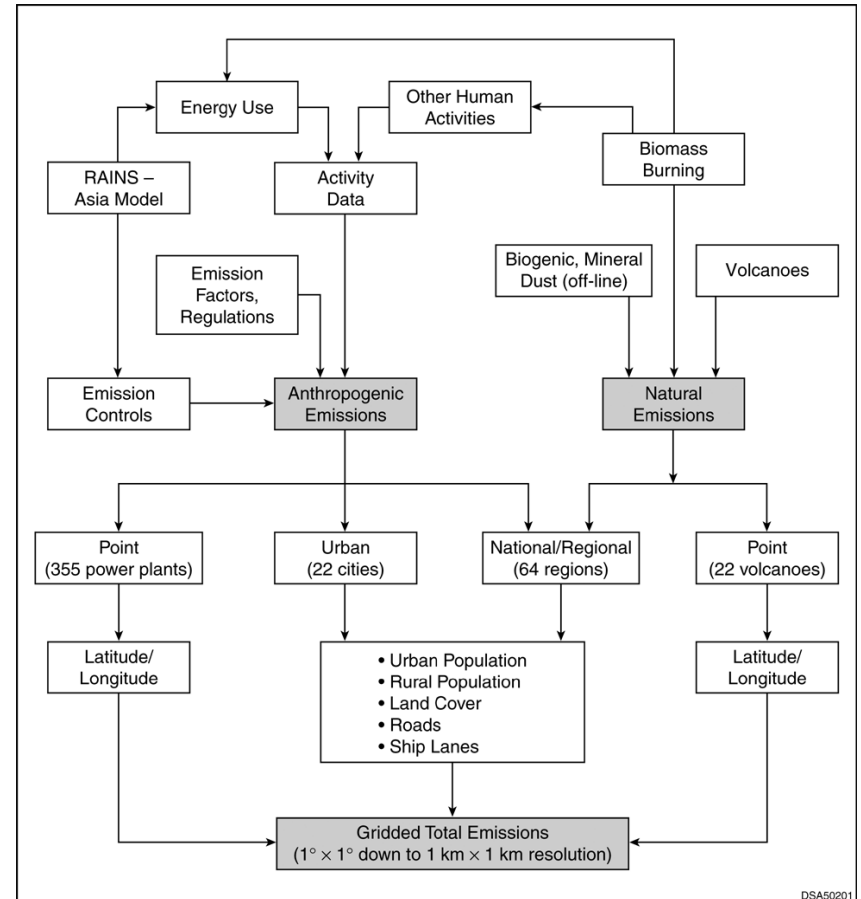 Energy Use
Other Human
Activities
Biomass
Burning
RAINS –
Asia Model
Activity
Data
Emission
Factors,
Regulations
Biogenic, Mineral
Dust (off-line)
Volcanoes
Emission
Controls
Anthropogenic
Emissions
Natural
Emissions
Point
(355 power plants)
Urban
(22 cities)
National/Regional
(64 regions)
Point
(22 volcanoes)
Latitude/
Longitude
• Urban Population
• Rural Population
• Land Cover
• Roads
• Ship Lanes
Latitude/
Longitude
Gridded Total Emissions
(1° × 1° down to 1 km × 1 km resolution)
DSA50201